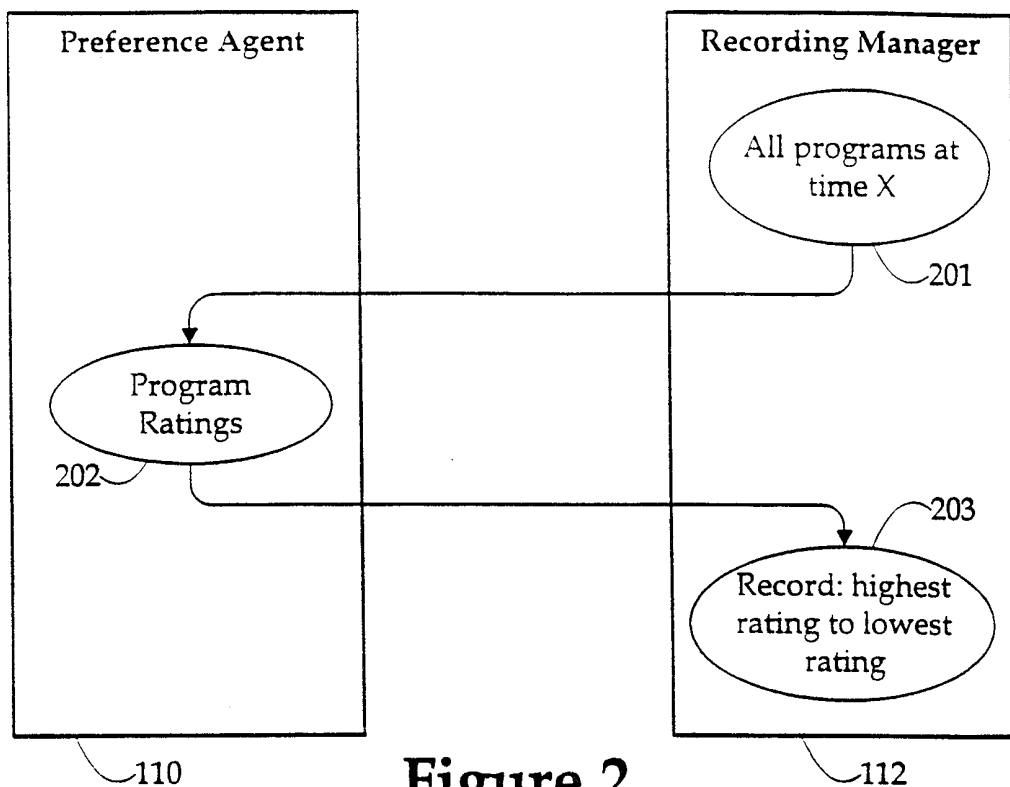 Preference Agent
Recording Manager
All programs at
time X
201
Program
Ratings
202
203
Record: highest
rating to lowest
rating
110
112
Figure 2